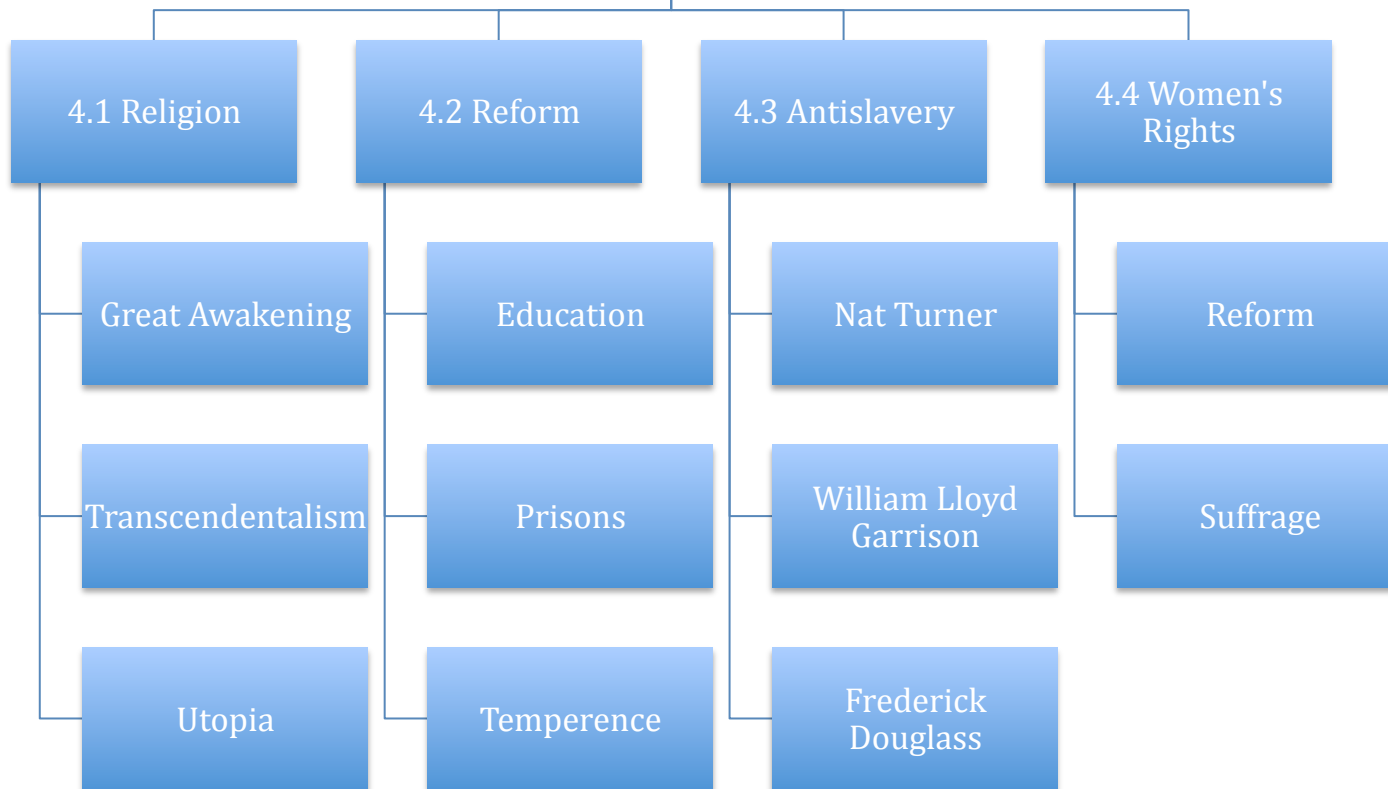 4.1 Religion
4.2 Reform
4.3 Antislavery
4.4 Women's
Rights
Great Awakening
Education
Nat Turner
Reform
Transcendentalism
Prisons
William Lloyd
Garrison
Suffrage
Utopia
Temperence
Frederick
Douglass